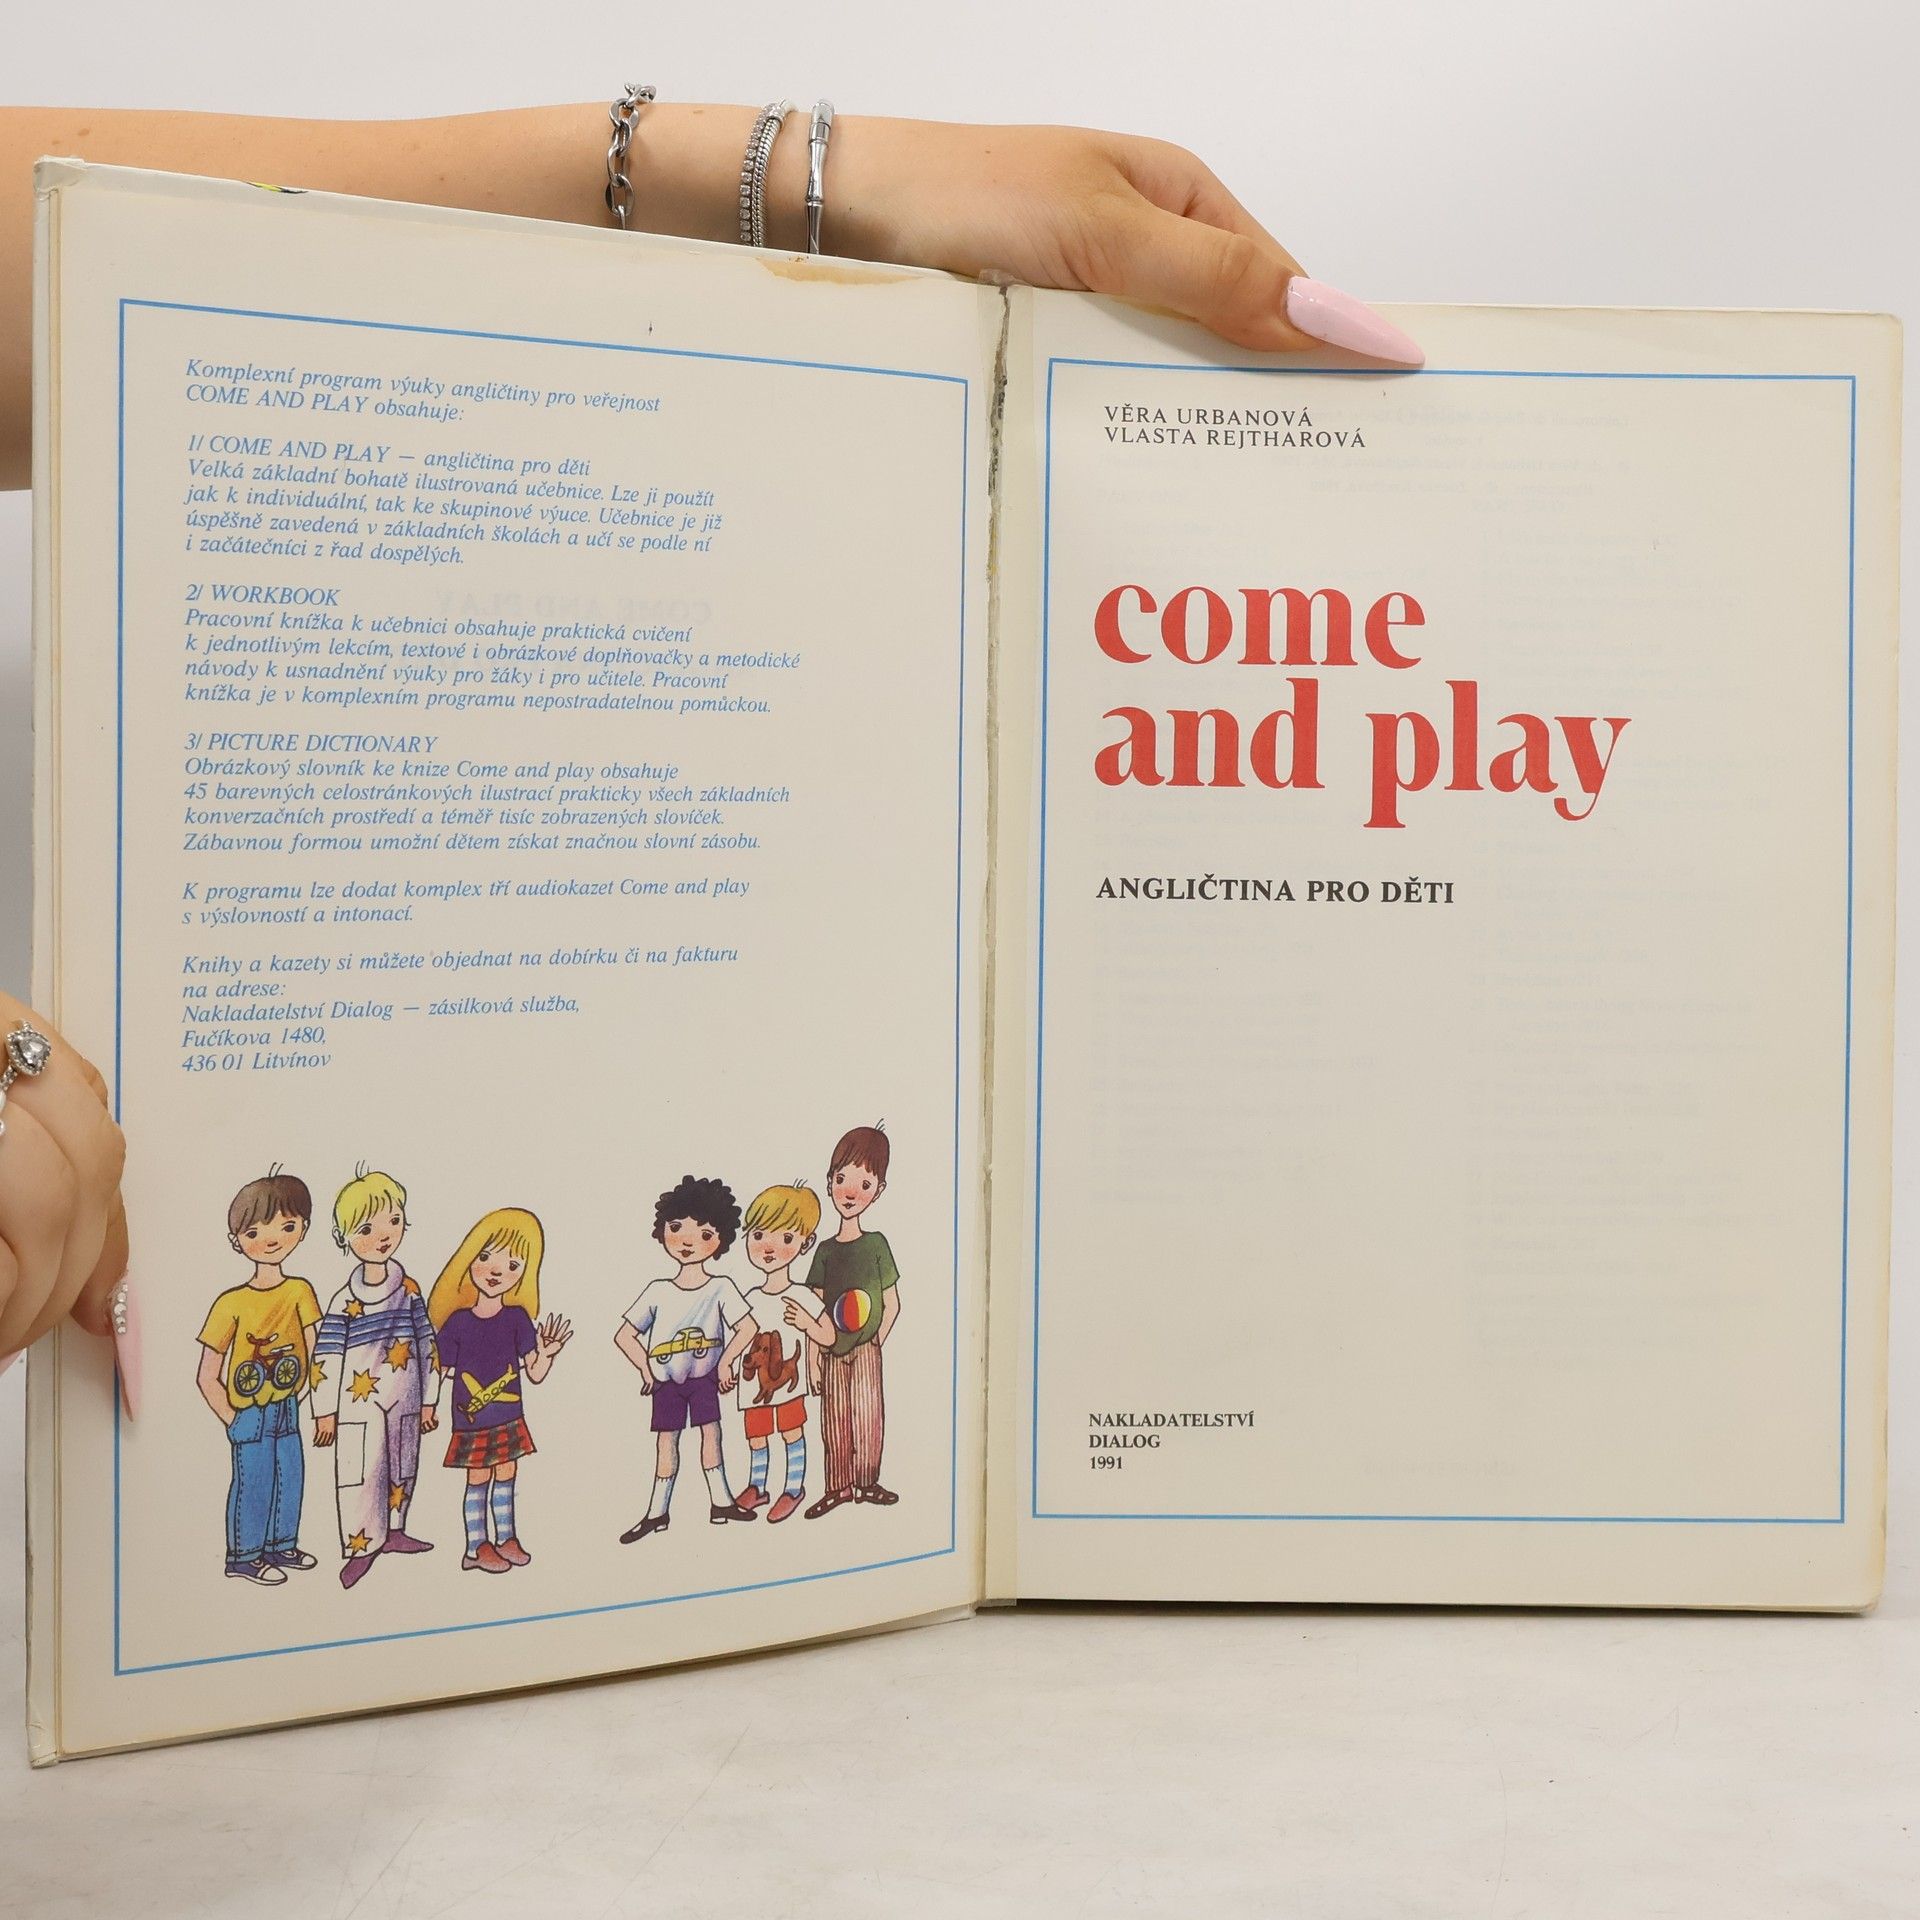 Komplexní program výuky angličtiny pro veřejnost
COME AND PLAY obsahuje:
1/ COME AND PLAY — angličtina pro děti
Velká základní bohatě ilustrovaná učebnice. Lze ji použít
jak k individuální, tak ke skupinové výuce. Učebnice je již
úspěšně zavedená v základních školách a učí se podle ní
i začátečníci z řad dospělých.
2/ WORKBOOK
Pracovní knížka k učebnici obsahuje praktická cvičení
k jednotlivým lekcím, textové i obrázkové doplňovačky a metodické
návody k usnadnění výuky pro žáky i pro učitele. Pracovní
knížka je v komplexním programu nepostradatelnou pomůckou.
3/ PICTURE DICTIONARY
Obrázkový slovník ke knize Come and play obsahuje
45 barevných celostránkových ilustrací prakticky všech základních
konverzačních prostředí a téměř tisíc zobrazených slovíček.
Zábavnou formou umožní dětem získat značnou slovní zásobu.
K programu lze dodat komplex tří audiokazet Come and play
s výslovností a intonací.
Knihy a kazety si můžete objednat na dobírku či na fakturu
na adrese:
Nakladatelství Dialog — zásilková služba,
Fučíkova 1480,
436 01 Litvínov
VĚRA URBANOVÁ
VLASTA REJTHAROVÁ
come
and play
ANGLIČTINA PRO DĚTI
NAKLADATELSTVÍ
DIALOG
1991